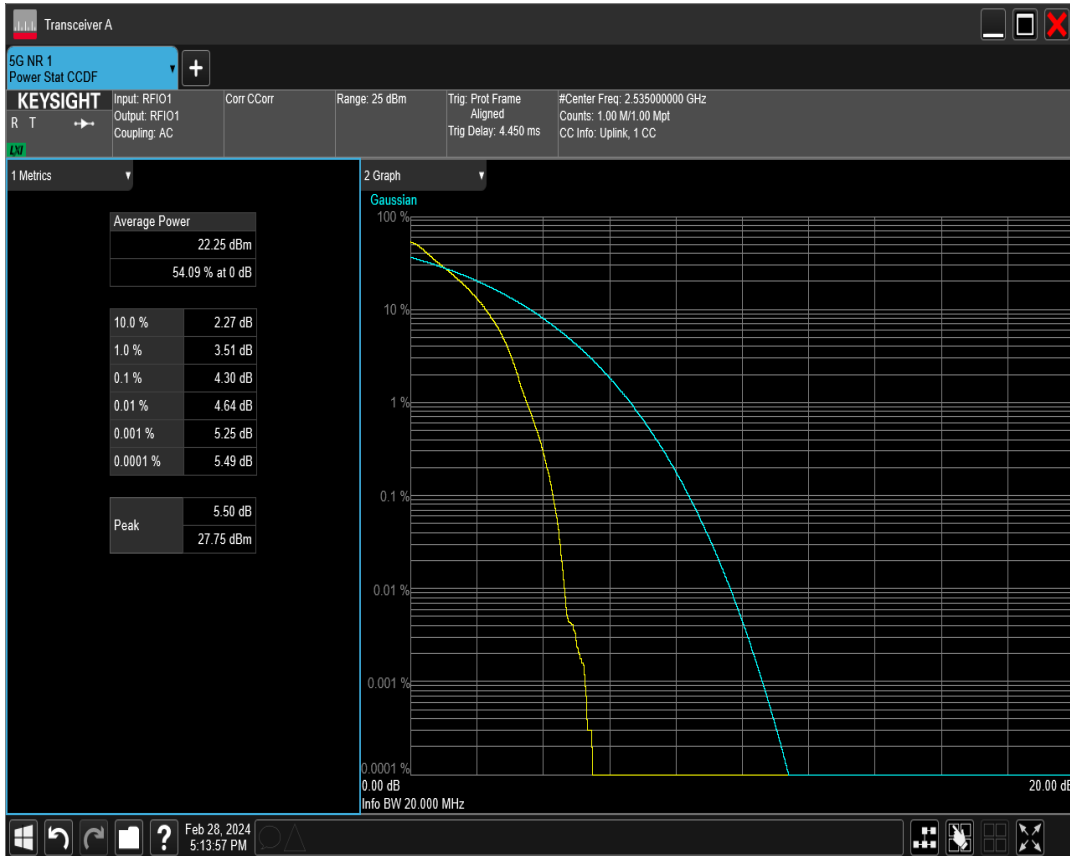 Transceiver A
5G NR 1
Power Stat CCDF
KEYSIGHT
R T
LXI
Input: RFIO1
Output: RFIO1
Coupling: AC
Corr CCorr
Range: 25 dBm
Trig: Prot Frame
Aligned
Trig Delay: 4.450 ms
#Center Freq: 2.535000000 GHz
Counts: 1.00 M/1.00 Mpt
CC Info: Uplink, 1 CC
1 Metrics
Average Power
22.25 dBm
54.09 % at 0 dB
10.0 % 2.27 dB
1.0 % 3.51 dB
0.1 % 4.30 dB
0.01 % 4.64 dB
0.001 % 5.25 dB
0.0001 % 5.49 dB
Peak 5.50 dB
27.75 dBm
2 Graph
Gaussian
100 %
10 %
1 %
0.1 %
0.01 %
0.001 %
0.0001 %
0.00 dB 20.00 dB
Info BW 20.000 MHz
?
Feb 28, 2024
5:13:57 PM